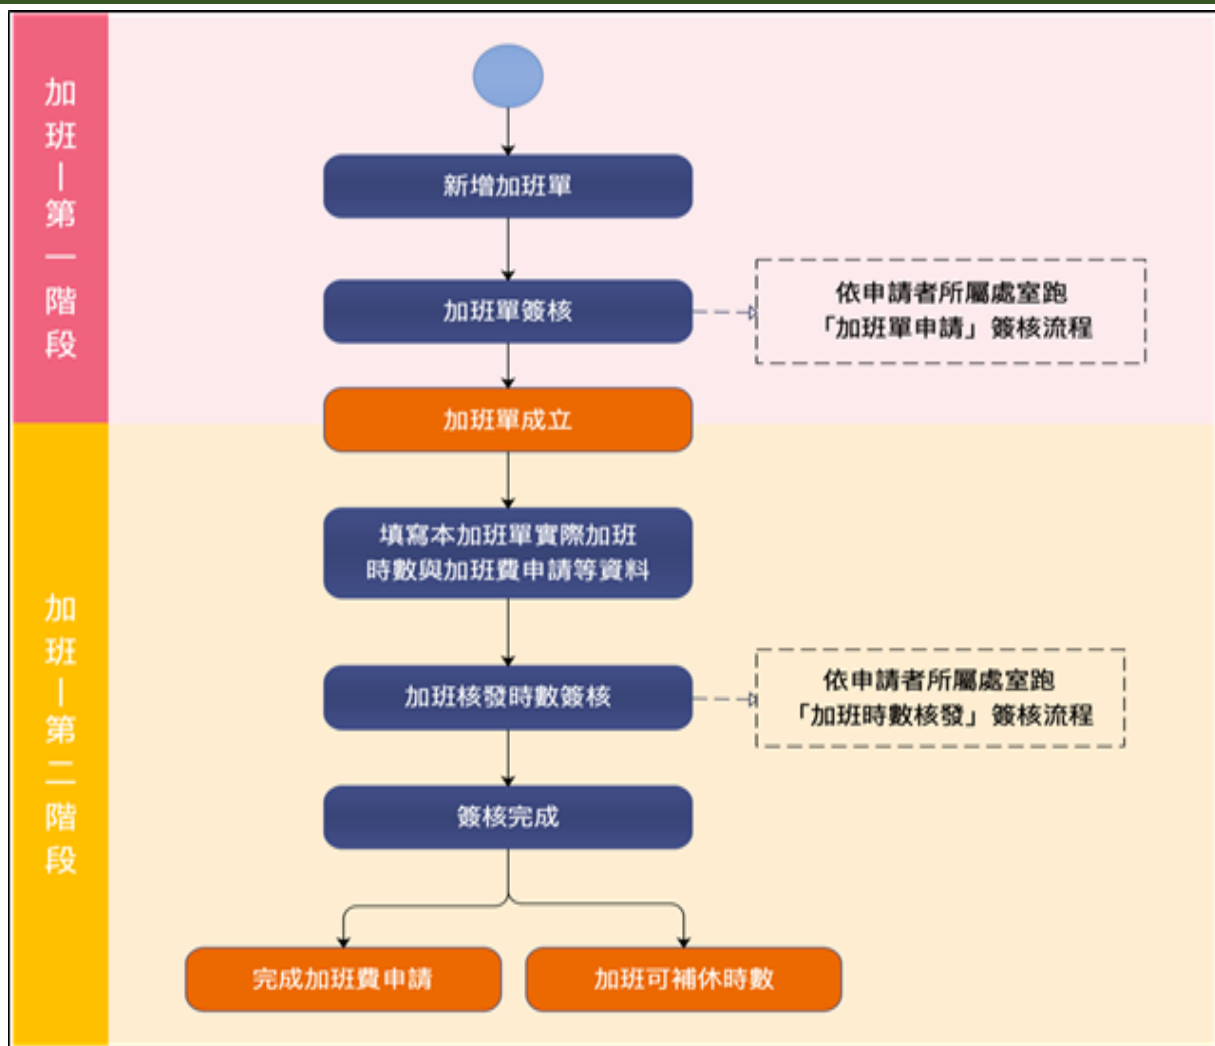 加班｜第一階段
新增加班單
加班單簽核
依申請者所屬處室跑
「加班單申請」簽核流程
加班單成立
加班｜第二階段
填寫本加班單實際加班
時數與加班費申請等資料
加班核發時數簽核
依申請者所屬處室跑
「加班時數核發」簽核流程
簽核完成
完成加班費申請
加班可補休時數